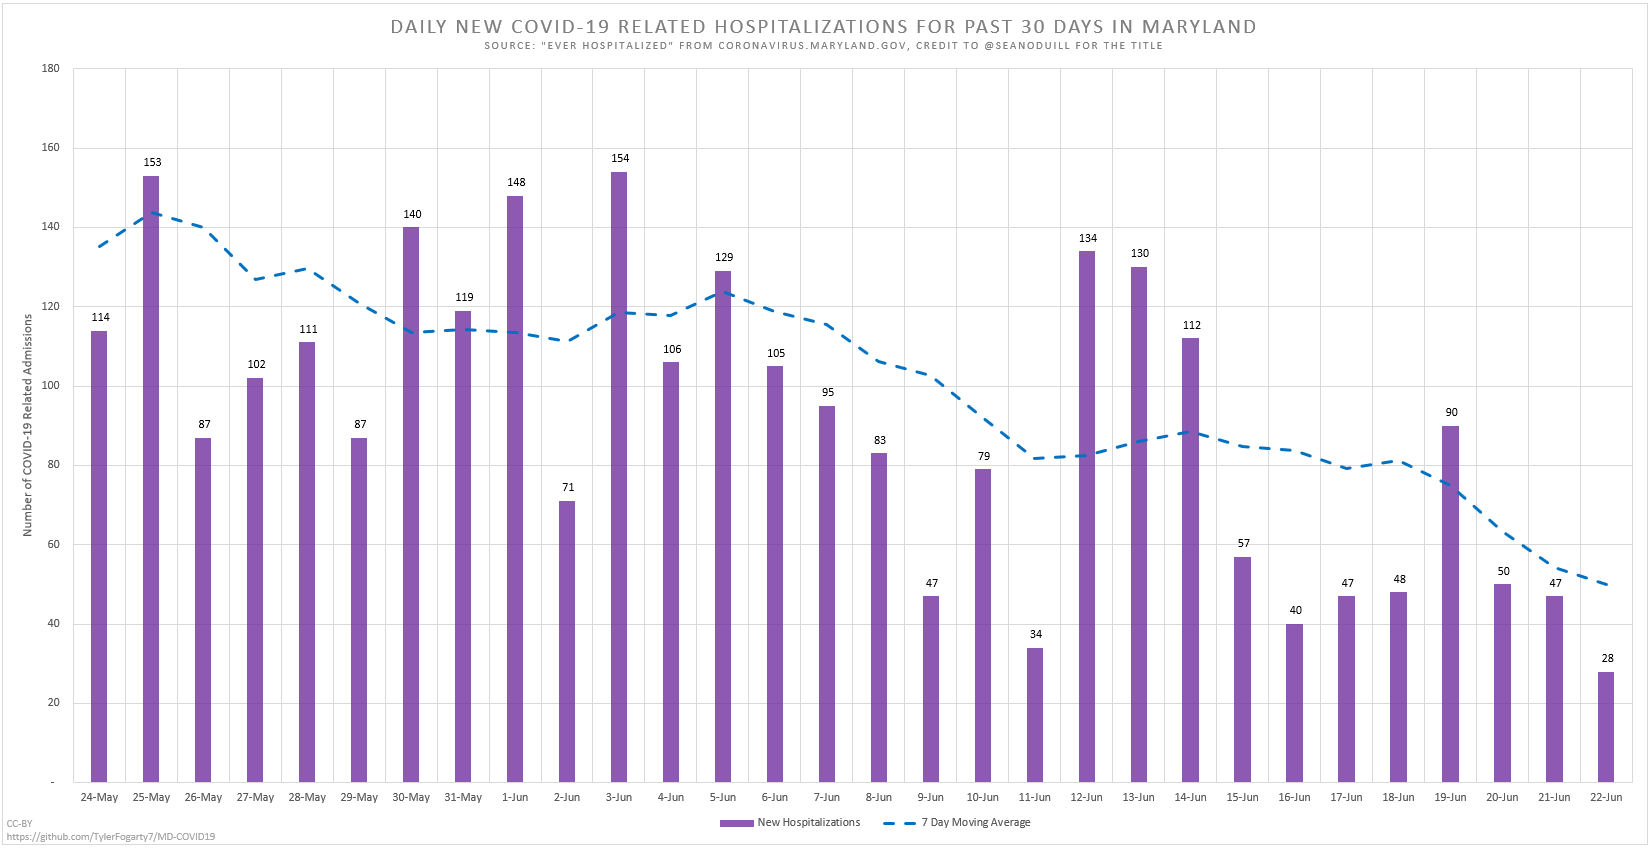 DAILY NEW COVID-19 RELATED HOSPITALIZATIONS FOR PAST 30 DAYS IN MARYLAND
SOURCE: "EVER HOSPITALIZED" FROM CORONAVIRUS.MARYLAND.GOV, CREDIT TO @SEANODUILL FOR THE TITLE
Number of COVID-19 Related Admissions
180
160
140
120
100
80
60
40
20
-
114
153
87
102
111
87
140
119
148
71
154
106
129
105
95
83
47
79
34
134
130
112
57
40
47
48
90
50
47
28
24-May
25-May
26-May
27-May
28-May
29-May
30-May
31-May
1-Jun
2-Jun
3-Jun
4-Jun
5-Jun
6-Jun
7-Jun
8-Jun
9-Jun
10-Jun
11-Jun
12-Jun
13-Jun
14-Jun
15-Jun
16-Jun
17-Jun
18-Jun
19-Jun
20-Jun
21-Jun
22-Jun
New Hospitalizations
7 Day Moving Average
CC-BY
https://github.com/TylerFogarty7/MD-COVID19